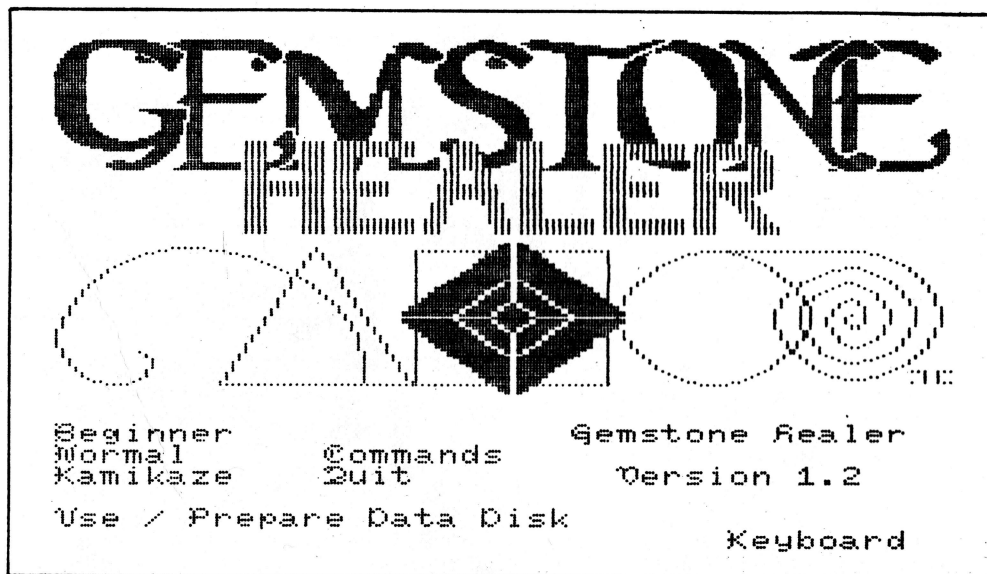 GEMSTONE
HEALER
Beginner
Normal
Kamikaze
Commands
Quit
Gemstone Healer
Version 1.2
Use / Prepare Data Disk
Keyboard